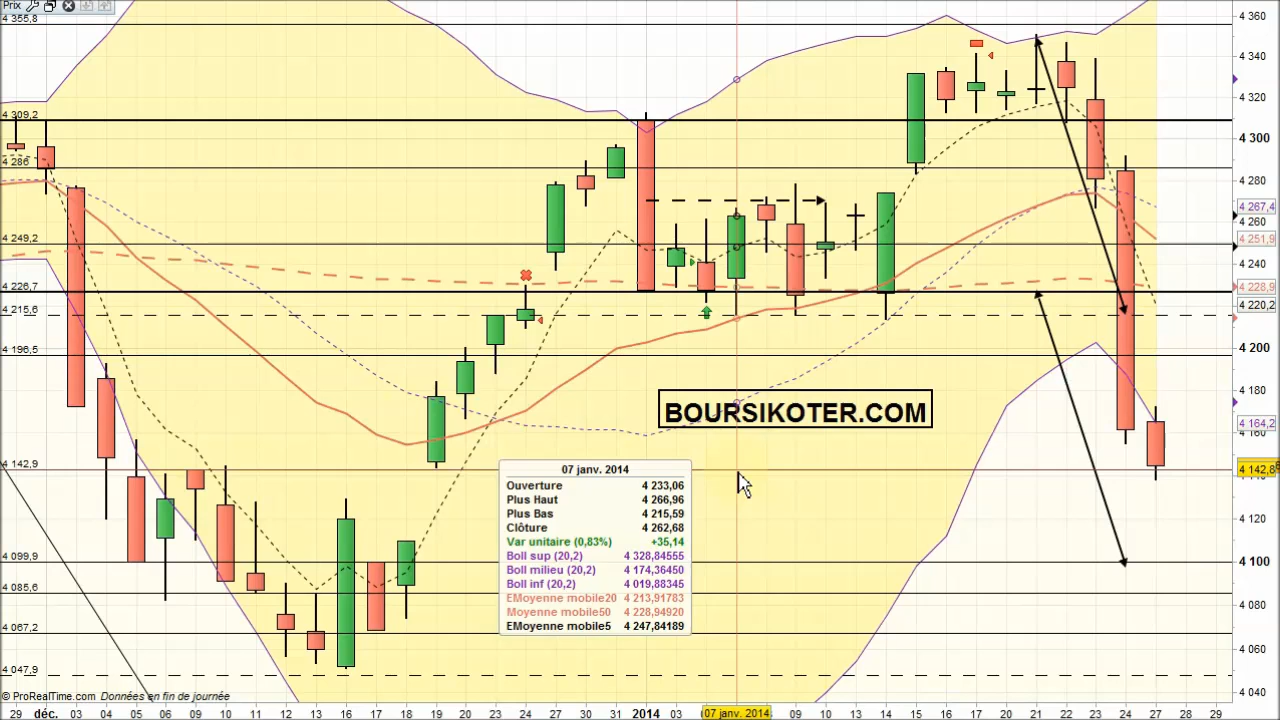 Prix
4 355,8
4 309,2
4 286
4 249,2
4 226,7
4 215,6
4 196,5
4 142,9
4 099,9
4 085,6
4 067,2
4 047,9
BOURSIKOTER.COM
07 janv. 2014
Ouverture 4 233,06
Plus Haut 4 266,96
Plus Bas 4 215,59
Clôture 4 262,68
Var unitaire (0,83%) +35,14
Boll sup (20,2) 4 328,84555
Boll milieu (20,2) 4 174,36450
Boll inf (20,2) 4 019,88345
EMoyenne mobile20 4 213,91783
Moyenne mobile50 4 228,94920
EMoyenne mobile5 4 247,84189
4 360
4 340
4 320
4 300
4 280
4 267,4
4 260
4 251,9
4 240
4 228,9
4 220,2
4 200
4 180
4 164,2
4 160
4 142,8
4 120
4 100
4 080
4 060
4 040
© ProRealTime.com Données en fin de journée
29 déc. 03 04 05 06 09 10 11 12 13 16 17 18 19 20 23 24 27 30 31 2014 03 07 janv. 2014 09 10 13 14 15 16 17 20 21 22 23 24 27 28 29